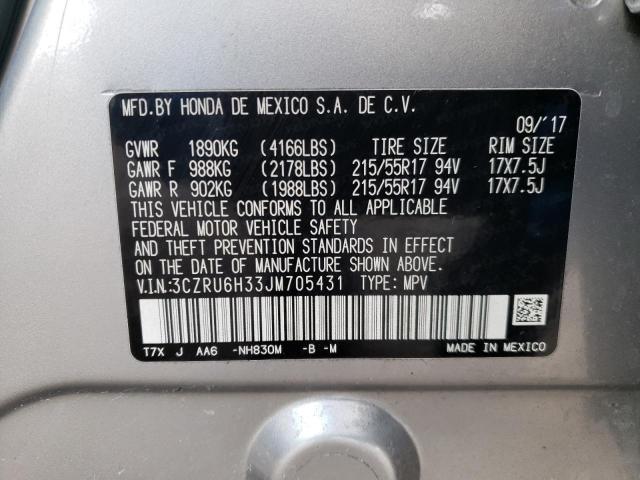 MFD.BY HONDA DE MEXICO S.A. DE C.V.
09/'17
GVWR 1890KG (4166LBS) TIRE SIZE RIM SIZE
GAWR F 988KG (2178LBS) 215/55R17 94V 17X7.5J
GAWR R 902KG (1988LBS) 215/55R17 94V 17X7.5J
THIS VEHICLE CONFORMS TO ALL APPLICABLE
FEDERAL MOTOR VEHICLE SAFETY
AND THEFT PREVENTION STANDARDS IN EFFECT
ON THE DATE OF MANUFACTURE SHOWN ABOVE.
V.I.N.:3CZRU6H33JM705431 TYPE: MPV
T7X J AA6 -NH830M -B -M MADE IN MEXICO